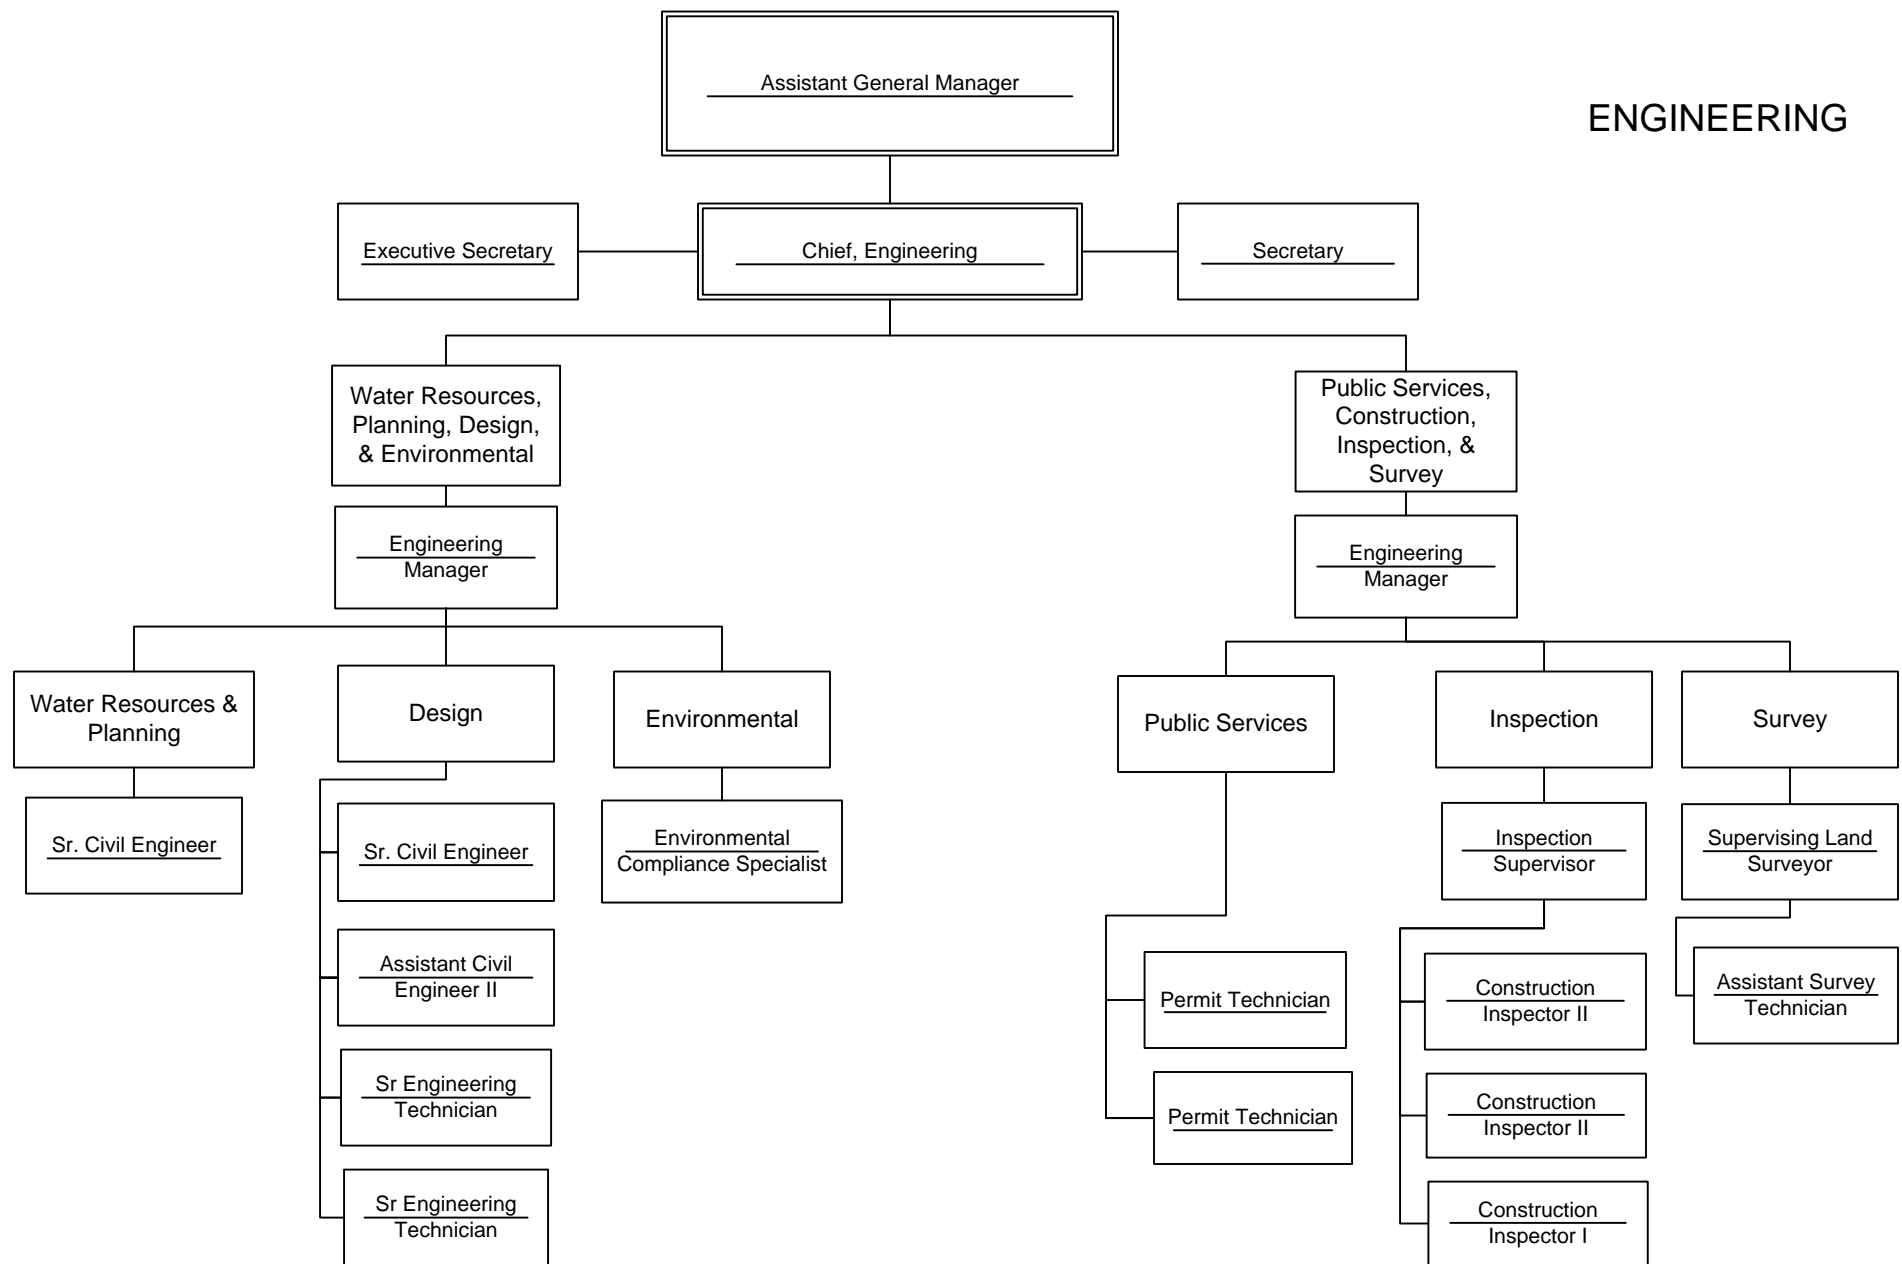 Assistant General Manager
ENGINEERING
Executive Secretary
Chief, Engineering
Secretary
Water Resources,
Planning, Design,
& Environmental
Public Services,
Construction,
Inspection, &
Survey
Engineering
Manager
Engineering
Manager
Water Resources &
Planning
Design
Environmental
Public Services
Inspection
Survey
Sr. Civil Engineer
Sr. Civil Engineer
Environmental
Compliance Specialist
Inspection
Supervisor
Supervising Land
Surveyor
Assistant Civil
Engineer II
Permit Technician
Construction
Inspector II
Assistant Survey
Technician
Sr Engineering
Technician
Permit Technician
Construction
Inspector II
Sr Engineering
Technician
Construction
Inspector I